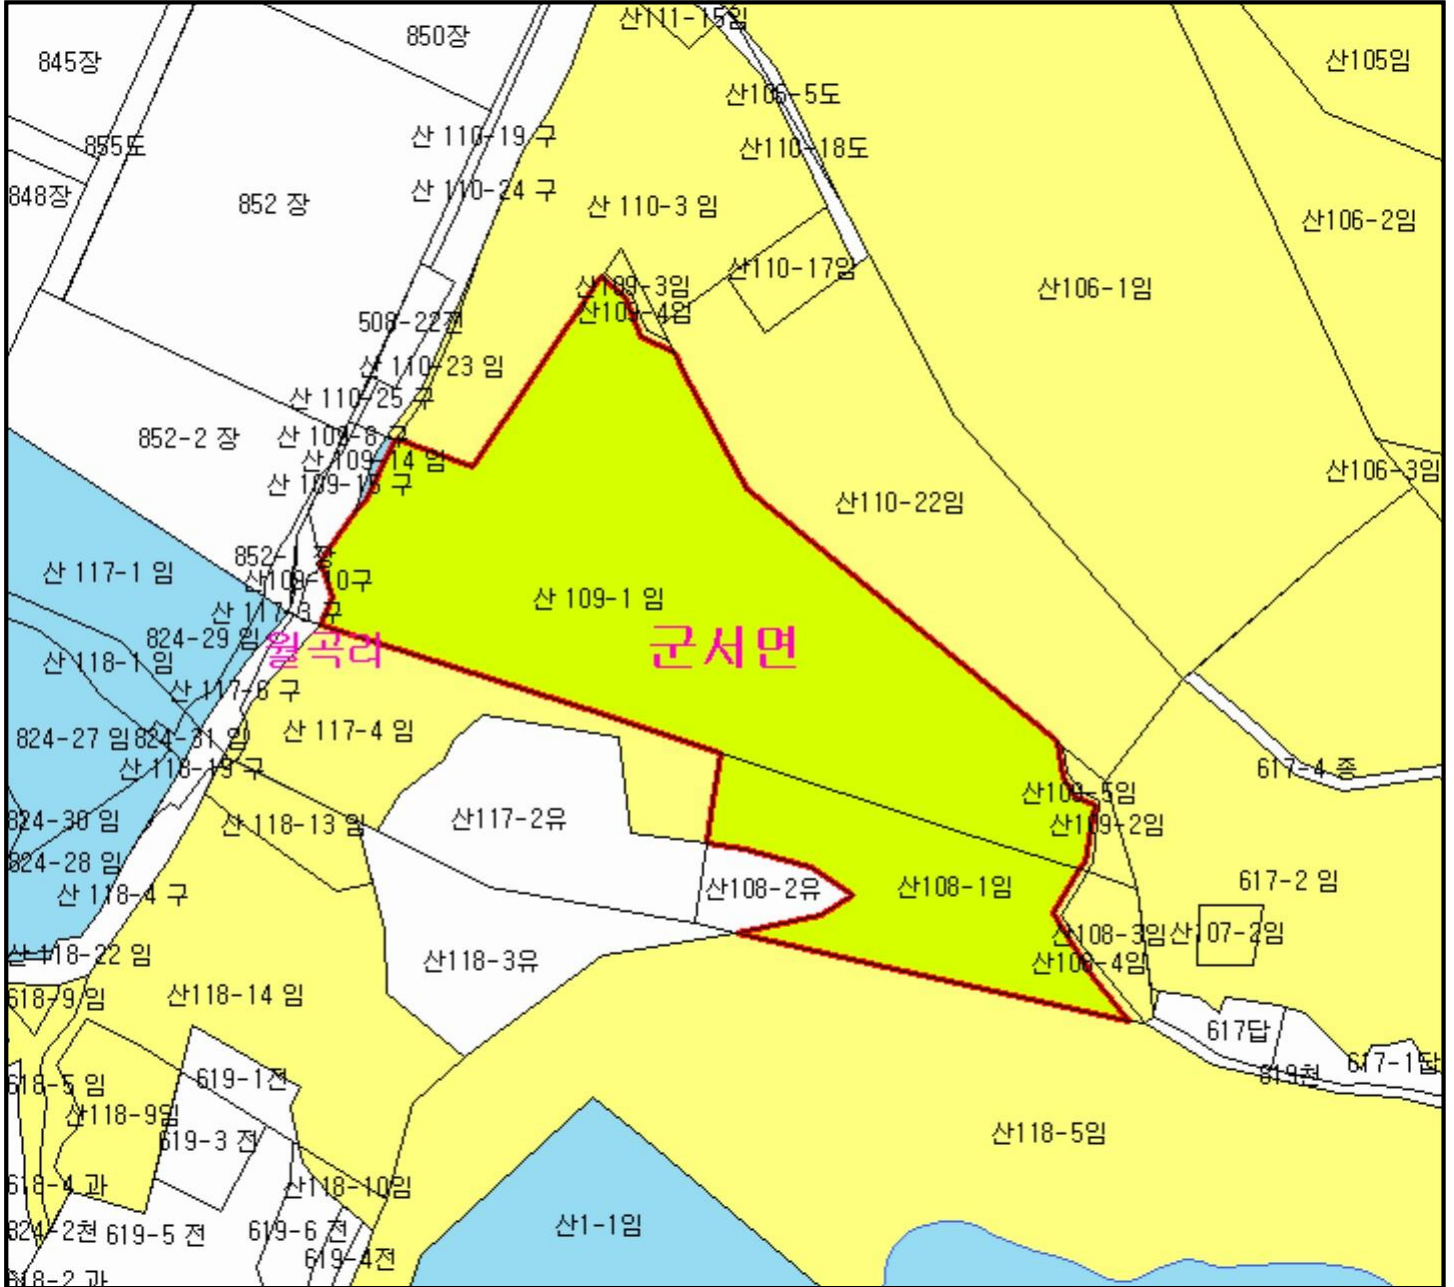 산111-15임
850장
845장
산105임
산106-5도
855도
산 110-19 구
산110-18도
848장
852 장
산 110-24 구
산 110-3 임
산106-2임
산110-17임
산109-3임
산106-1임
산109-4임
508-22전
산 110-23 임
산 110-25 구
852-2 장
산 109-8 구
산 109-14 임
산106-3임
산 109-15 구
산110-22임
852-1 장
산 117-1 임
산109-10구
산 109-1 임
산 117-3 구
824-29 임
월곡리
군서면
산 118-1 임
산 117-6 구
산 117-4 임
824-27 임
824-31 임
산 118-19 구
617-4 종
산109-5임
824-30 임
산 118-13 임
산117-2유
산109-2임
824-28 임
산 118-4 구
산108-2유
산108-1임
617-2 임
산108-3임
산107-2임
산 118-22 임
산118-3유
산108-4임
618-9 임
산118-14 임
617답
617-1답
618-5 임
619-1전
819천
산118-9임
619-3 전
산118-5임
618-4 과
산118-10임
824-2천
619-5 전
619-6 전
산1-1임
619-4전
618-2 과